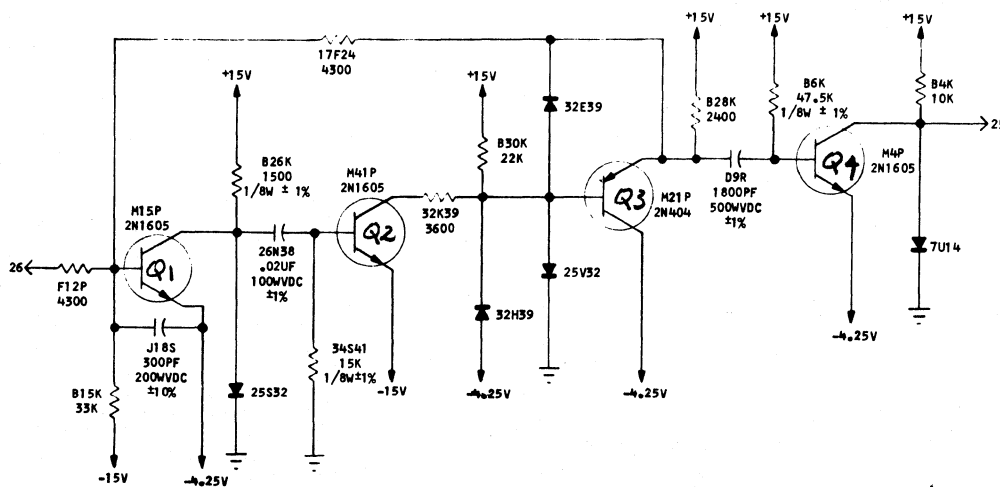 +15V
+15V
+15V
17F24
4300
+15V
+15V
32E39
B28K
2400
B6K
47.5K
1/8W ± 1%
B4K
10K
B26K
1500
1/8W ± 1%
M41P
2N1605
B30K
22K
Q4
M4P
2N1605
D9R
1800PF
500WVDC
±1%
M15P
2N1605
Q2
32K39
3600
Q3
M21P
2N404
26
F12P
4300
Q1
26N38
.02UF
100WVDC
±1%
25V32
7U14
32H39
J18S
300PF
200WVDC
±10%
34S41
15K
1/8W±1%
-15V
-4.25V
-4.25V
-4.25V
B15K
33K
25S32
-15V
-4.25V